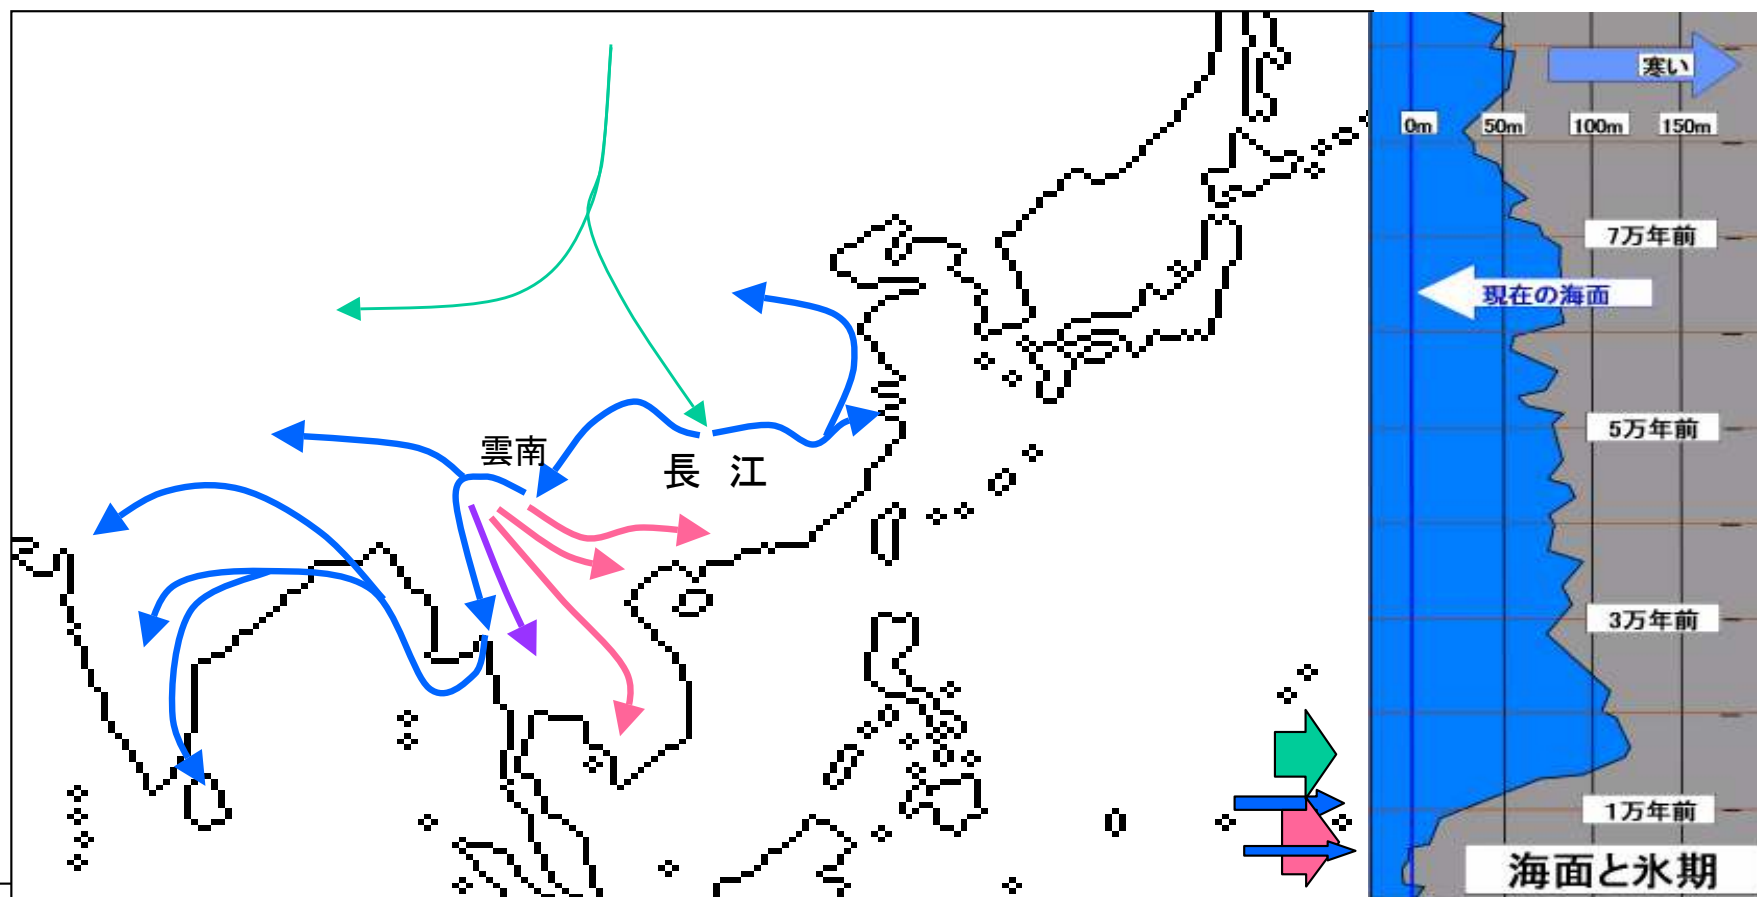 雲南
長 江
寒い
0m 50m 100m 150m
7万年前
現在の海面
5万年前
3万年前
1万年前
海面と氷期